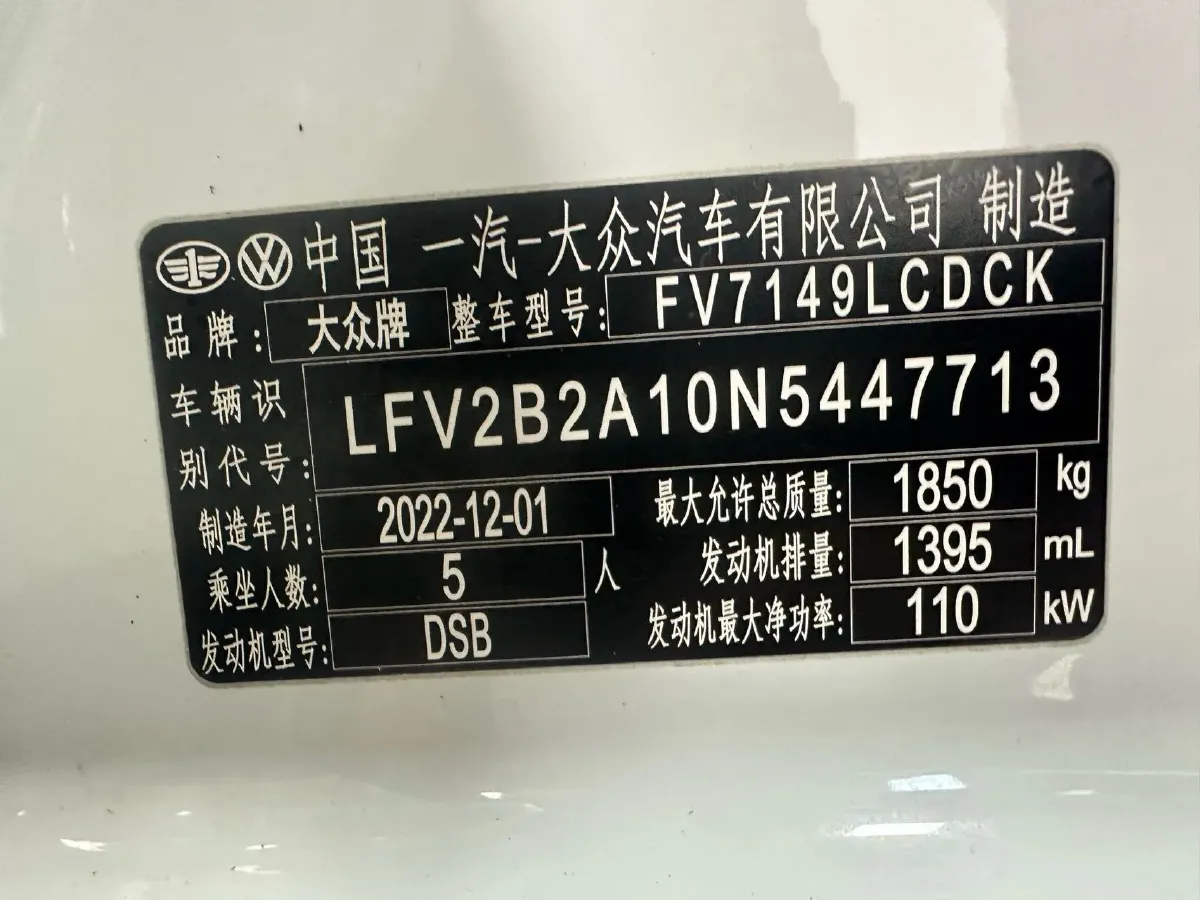 中国 一汽-大众汽车有限公司 制造
品牌: 大众牌 整车型号: FV7149LCDCK
车辆识别代号: LFV2B2A10N5447713
制造年月: 2022-12-01 最大允许总质量: 1850 kg
乘坐人数: 5 人 发动机排量: 1395 mL
发动机型号: DSB 发动机最大净功率: 110 kW